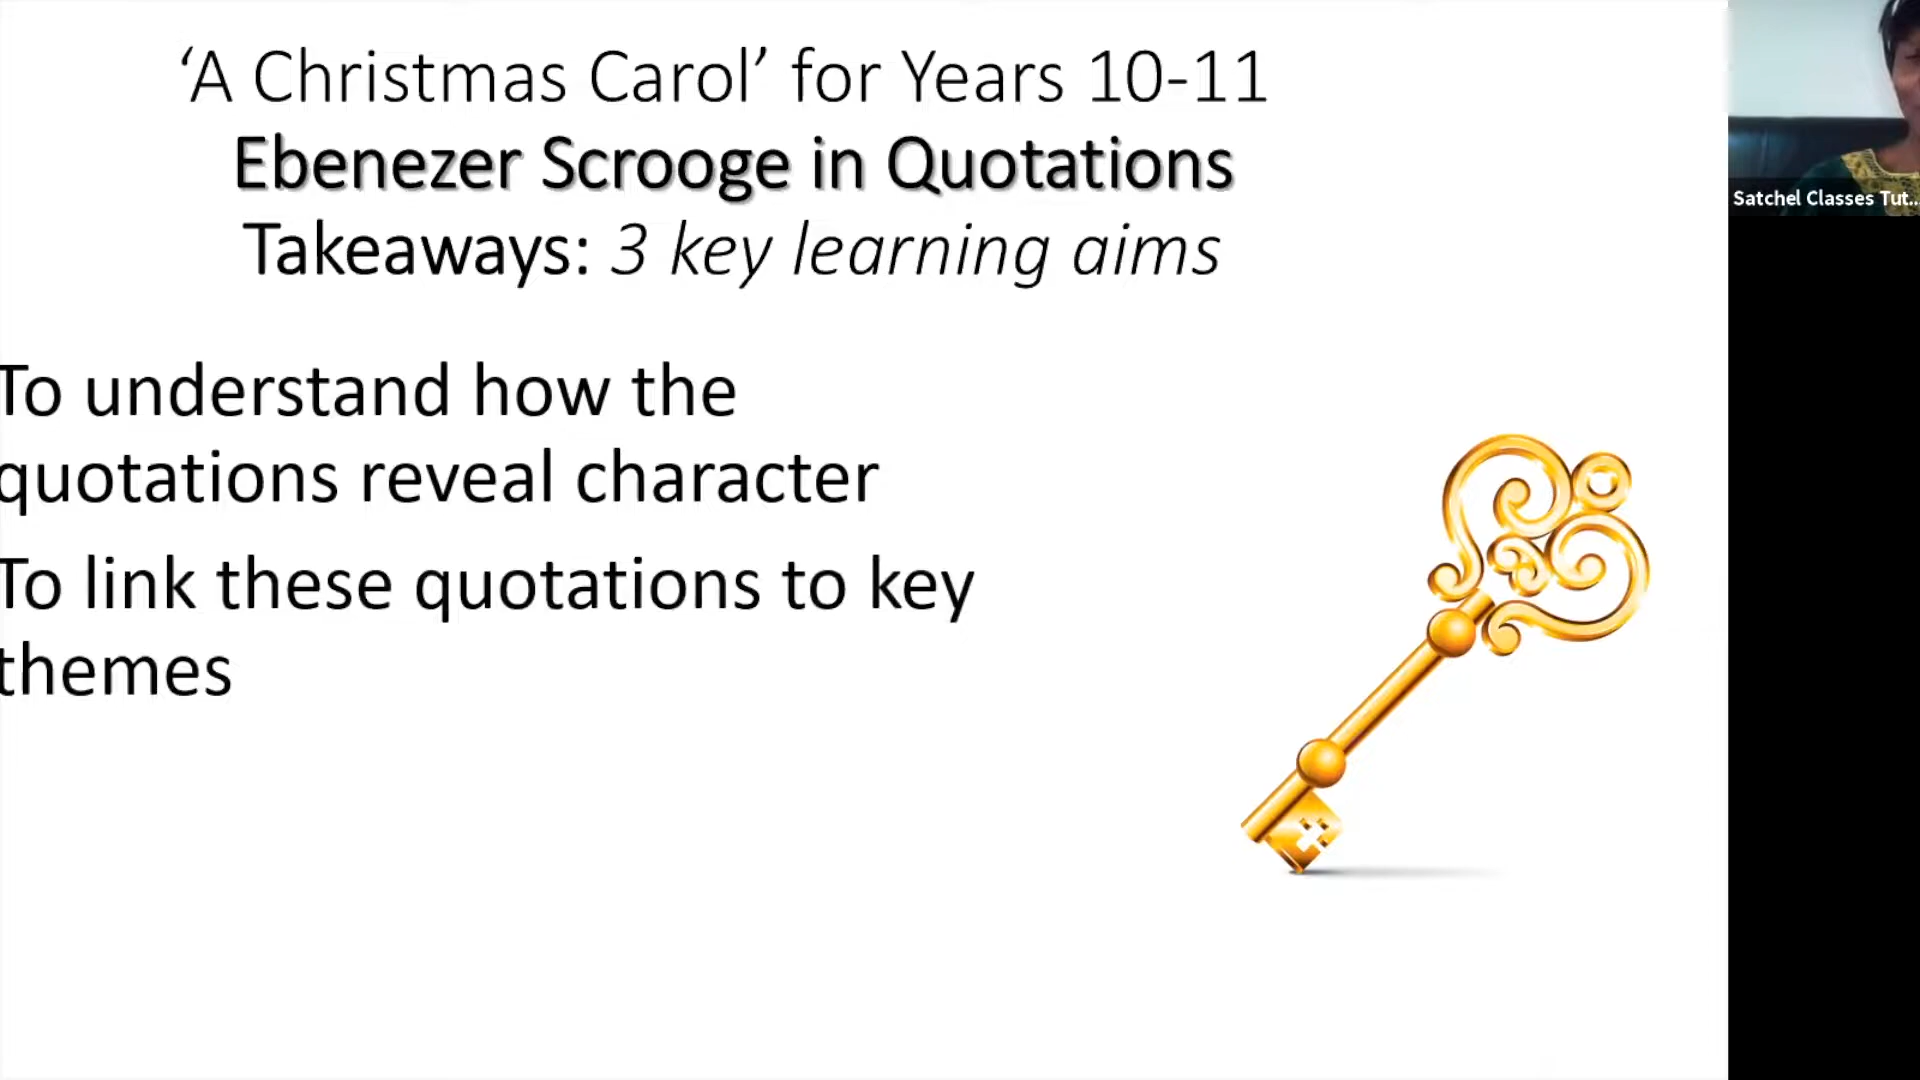 ‘A Christmas Carol’ for Years 10-11
Ebenezer Scrooge in Quotations
Takeaways: 3 key learning aims
To understand how the
quotations reveal character
To link these quotations to key
themes
Satchel Classes Tut...